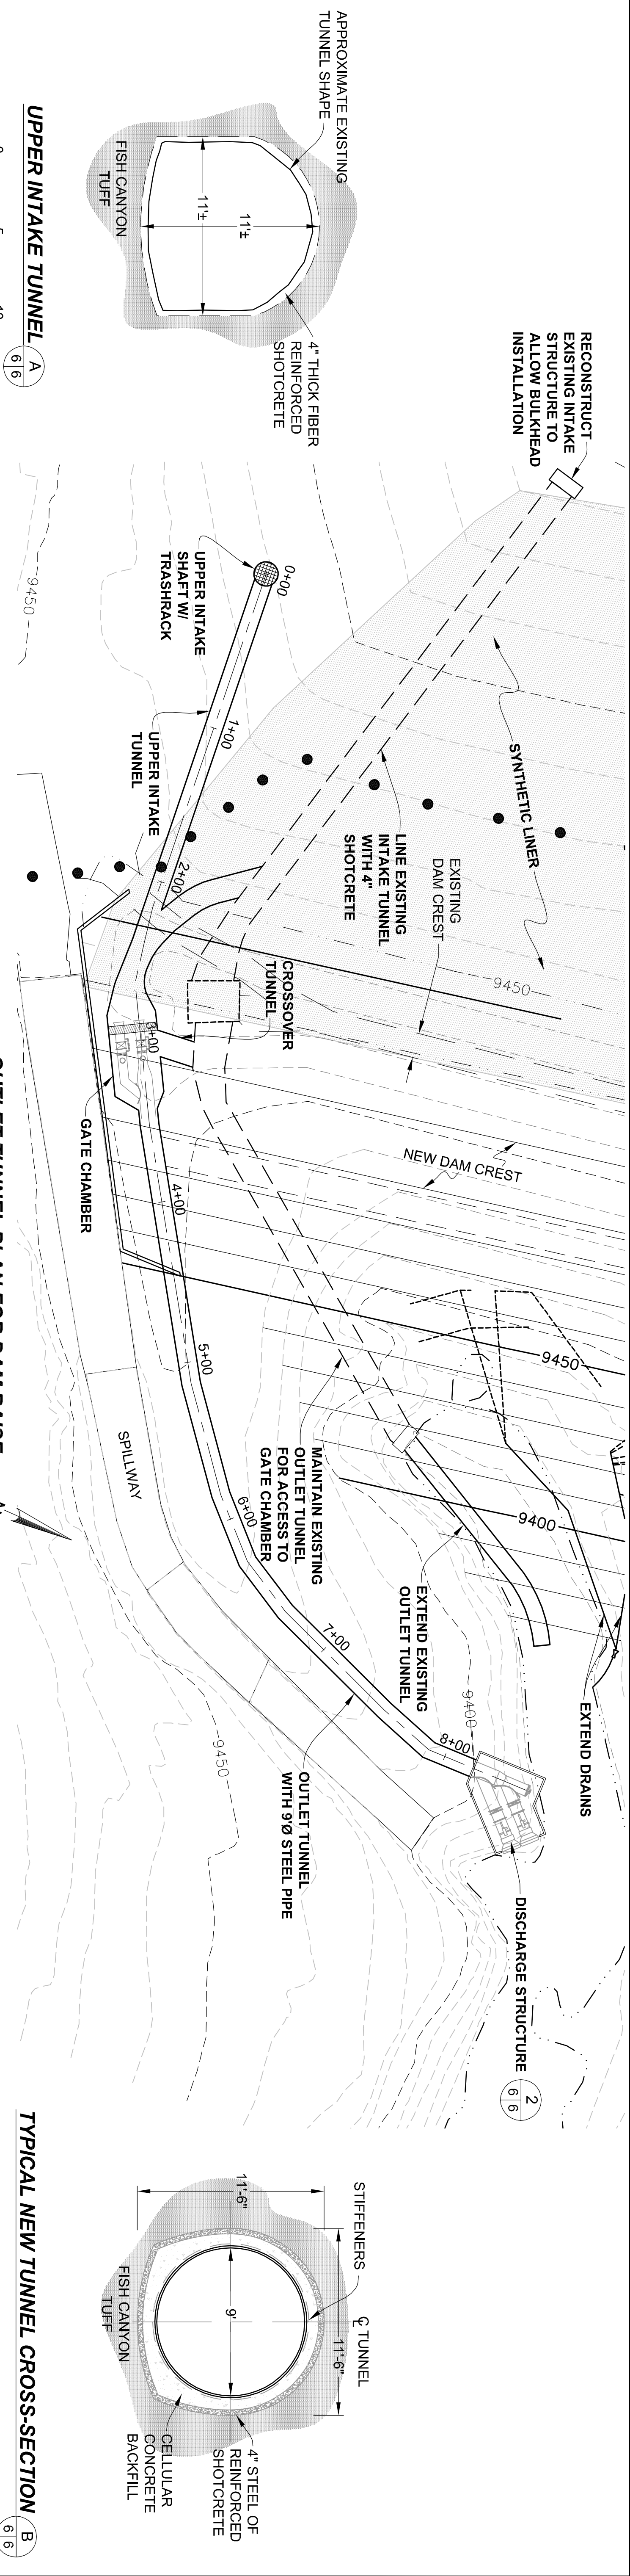 APPROXIMATE EXISTING
TUNNEL SHAPE
11'±
11'±
FISH CANYON
TUFF
4" THICK FIBER
REINFORCED
SHOTCRETE
UPPER INTAKE TUNNEL
A
6 6
RECONSTRUCT
EXISTING INTAKE
STRUCTURE TO
ALLOW BULKHEAD
INSTALLATION
9450
0+00
UPPER INTAKE
SHAFT W/
TRASHRACK
1+00
UPPER INTAKE
TUNNEL
SYNTHETIC LINER
LINE EXISTING
INTAKE TUNNEL
WITH 4"
SHOTCRETE
EXISTING
DAM CREST
2+00
9450
CROSSOVER
TUNNEL
3+00
GATE CHAMBER
NEW DAM CREST
4+00
9450
5+00
SPILLWAY
MAINTAIN EXISTING
OUTLET TUNNEL
FOR ACCESS TO
GATE CHAMBER
9400
6+00
EXTEND EXISTING
OUTLET TUNNEL
7+00
EXTEND DRAINS
9400
8+00
9450
OUTLET TUNNEL
WITH 9'Ø STEEL PIPE
DISCHARGE STRUCTURE
2
6 6
STIFFENERS
℄ TUNNEL
11'-6"
11'-6"
9'
FISH CANYON
TUFF
4" STEEL OF
REINFORCED
SHOTCRETE
CELLULAR
CONCRETE
BACKFILL
TYPICAL NEW TUNNEL CROSS-SECTION
B
6 6